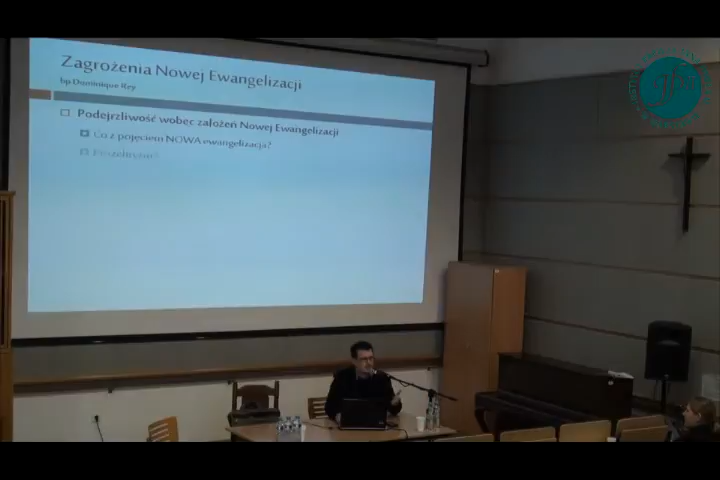 Zagrożenia Nowej Ewangelizacji
bp Dominique Rey
Podejrzliwość wobec założeń Nowej Ewangelizacji
Co z pojęciem NOWA ewangelizacja?